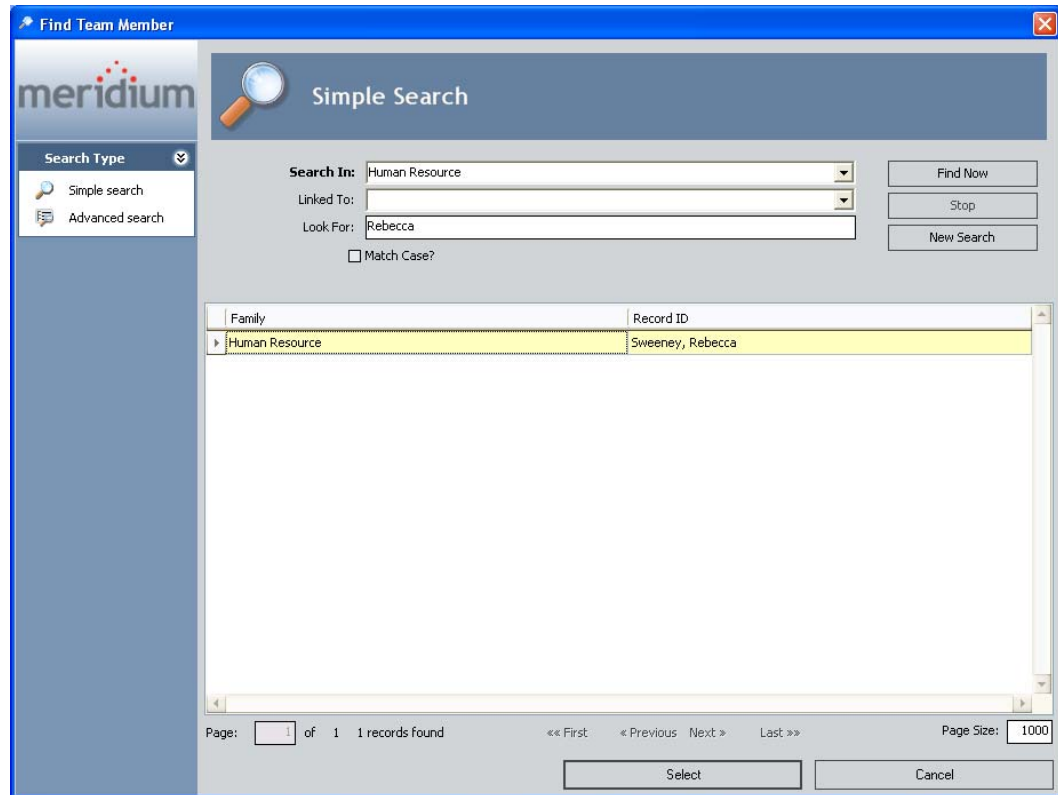 Find Team Member
meridium
Simple Search
Search Type
Simple search
Advanced search
Search In: Human Resource
Find Now
Linked To:
Stop
Look For: Rebecca
New Search
Match Case?
Family Record ID
Human Resource Sweeney, Rebecca
Page: 1 of 1 1 records found «« First « Previous Next » Last »» Page Size: 1000
Select Cancel